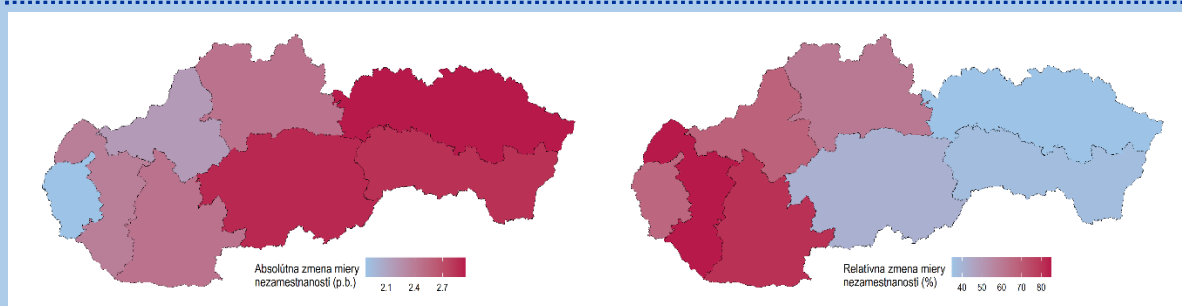 Absolútna zmena miery
nezamestnanosti (p.b.)
2.1 2.4 2.7
Relatívna zmena miery
nezamestnanosti (%)
40 50 60 70 80